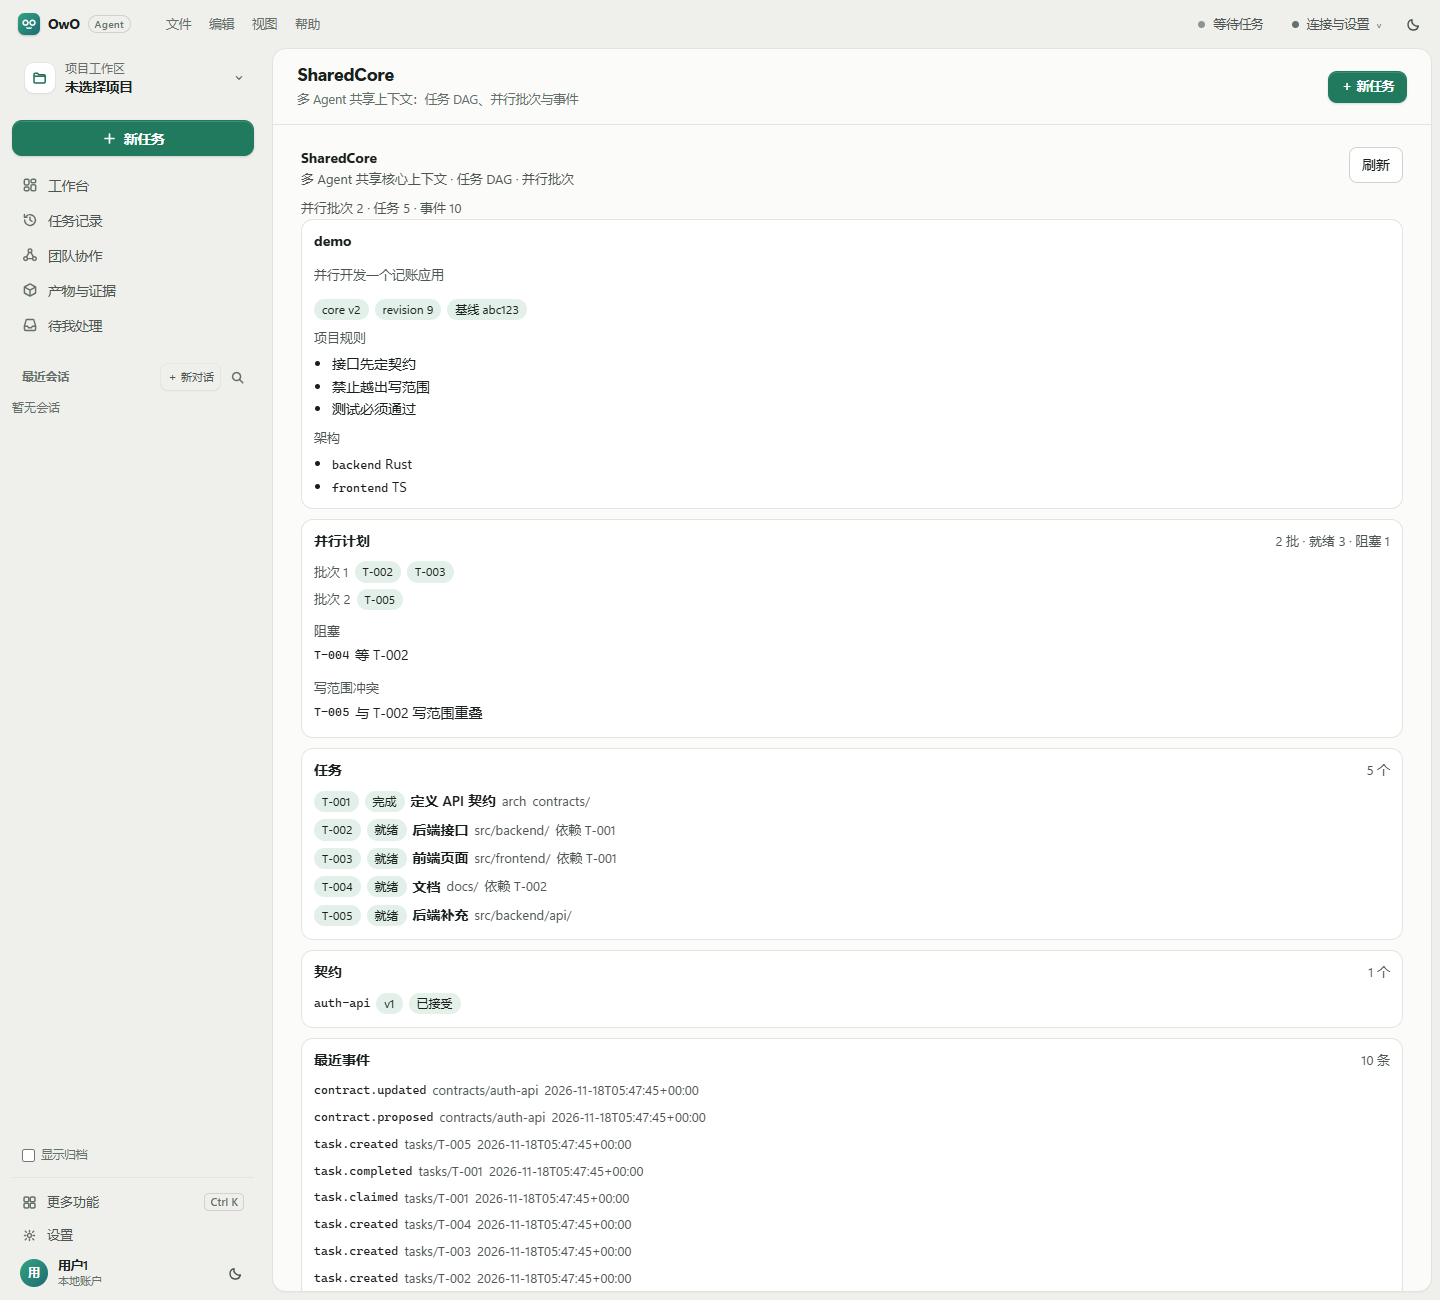 OwO Agent 文件 编辑 视图 帮助 等待任务 连接与设置
项目工作区
未选择项目
+ 新任务
工作台
任务记录
团队协作
产物与证据
待我处理
最近会话 + 新对话
暂无会话
显示归档
更多功能 Ctrl K
设置
用 用户1
本地账户
SharedCore
多 Agent 共享上下文：任务 DAG、并行批次与事件
+ 新任务
SharedCore
多 Agent 共享核心上下文 · 任务 DAG · 并行批次
刷新
并行批次 2 · 任务 5 · 事件 10
demo
并行开发一个记账应用
core v2 revision 9 基线 abc123
项目规则
接口先定契约
禁止越出写范围
测试必须通过
架构
backend Rust
frontend TS
并行计划 2 批 · 就绪 3 · 阻塞 1
批次 1 T-002 T-003
批次 2 T-005
阻塞
T-004 等 T-002
写范围冲突
T-005 与 T-002 写范围重叠
任务 5 个
T-001 完成 定义 API 契约 arch contracts/
T-002 就绪 后端接口 src/backend/ 依赖 T-001
T-003 就绪 前端页面 src/frontend/ 依赖 T-001
T-004 就绪 文档 docs/ 依赖 T-002
T-005 就绪 后端补充 src/backend/api/
契约 1 个
auth-api v1 已接受
最近事件 10 条
contract.updated contracts/auth-api 2026-11-18T05:47:45+00:00
contract.proposed contracts/auth-api 2026-11-18T05:47:45+00:00
task.created tasks/T-005 2026-11-18T05:47:45+00:00
task.completed tasks/T-001 2026-11-18T05:47:45+00:00
task.claimed tasks/T-001 2026-11-18T05:47:45+00:00
task.created tasks/T-004 2026-11-18T05:47:45+00:00
task.created tasks/T-003 2026-11-18T05:47:45+00:00
task.created tasks/T-002 2026-11-18T05:47:45+00:00